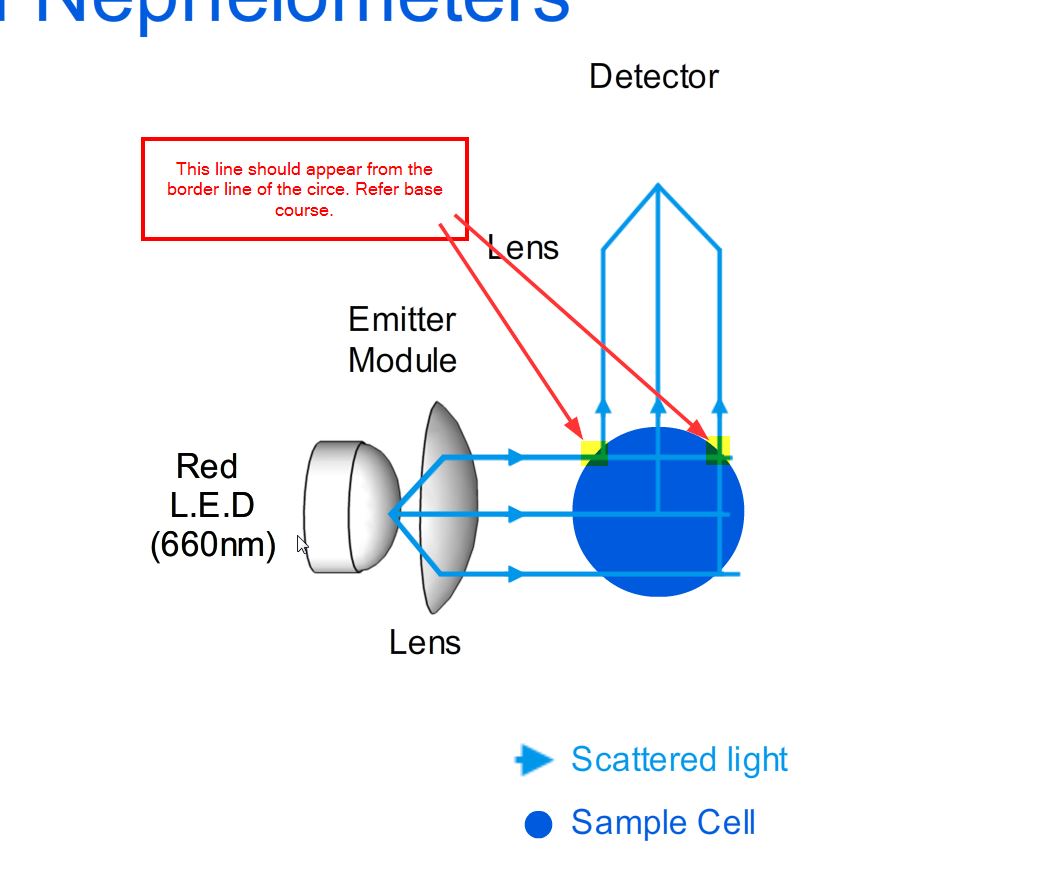 Nephelometers
Detector
This line should appear from the
border line of the circe. Refer base
course.
Lens
Emitter
Module
Red
L.E.D
(660nm)
Lens
Scattered light
Sample Cell